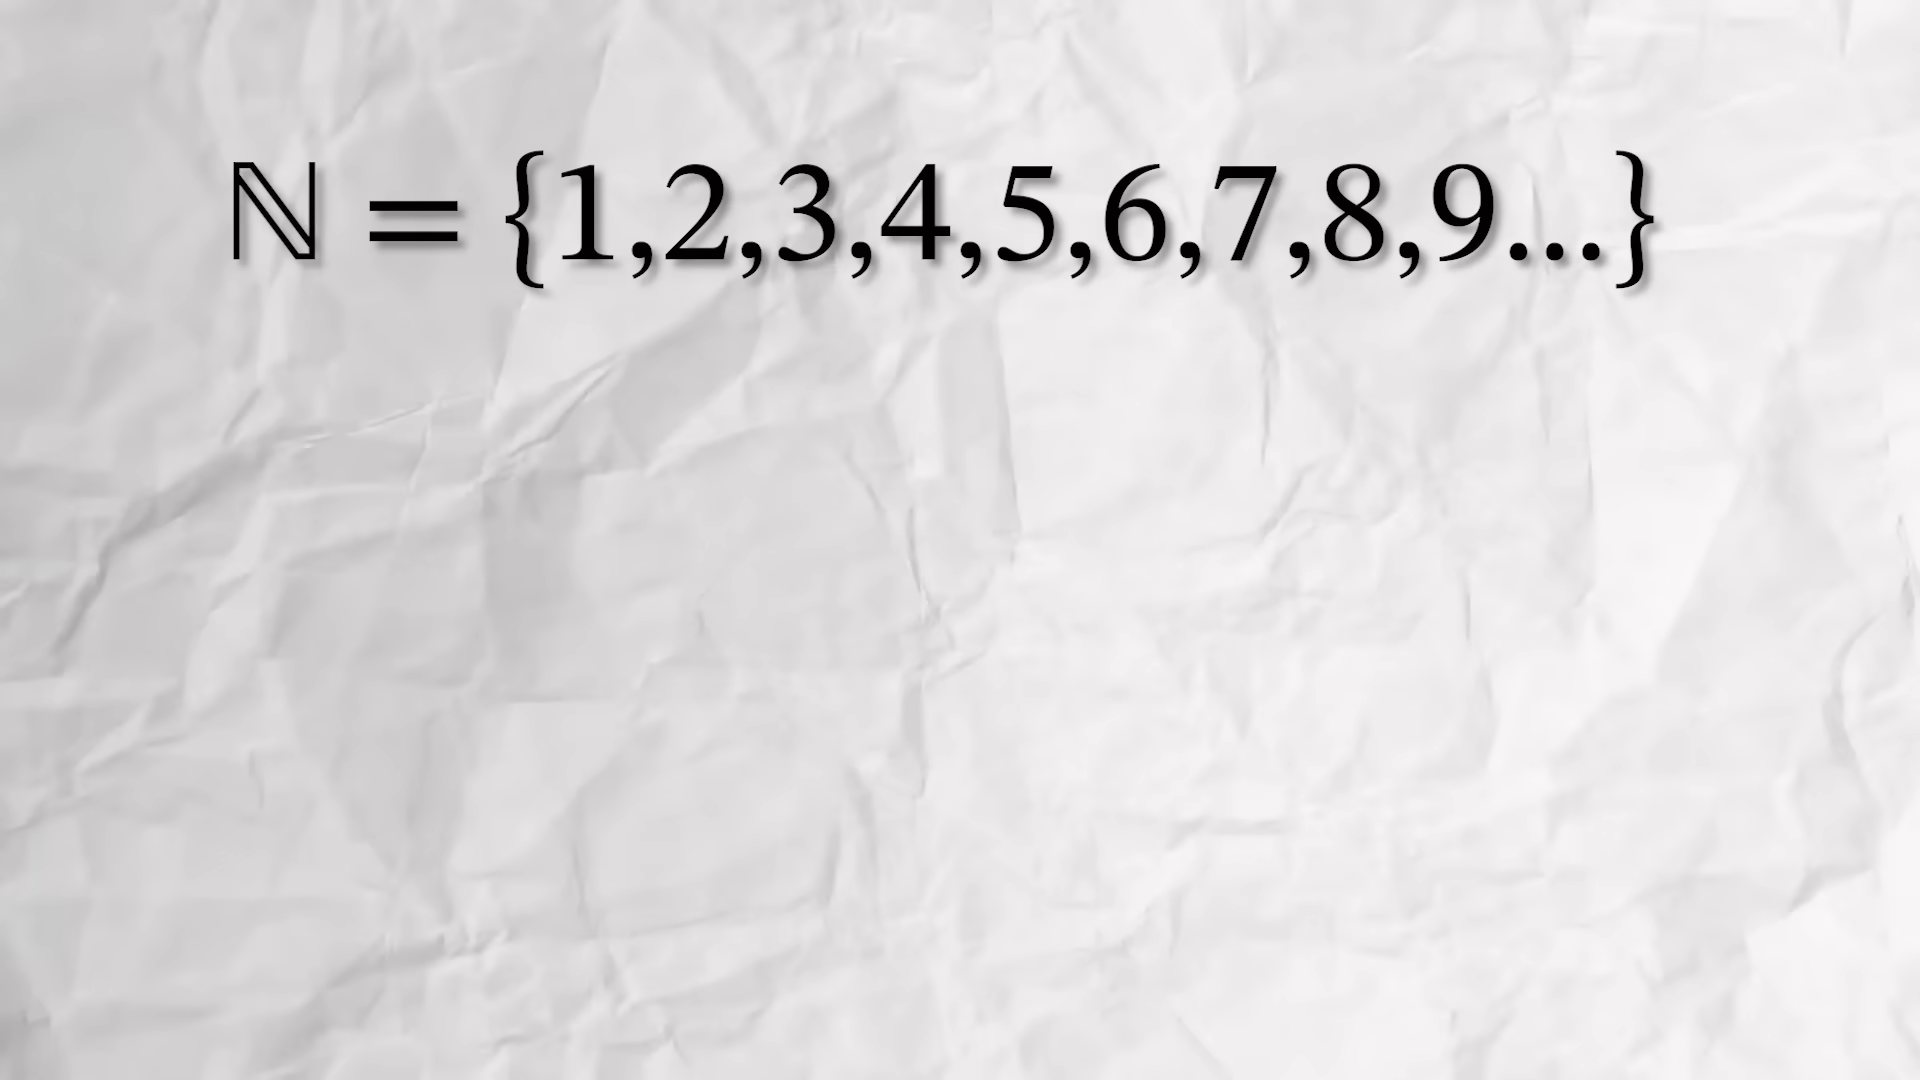 ℕ = {1,2,3,4,5,6,7,8,9...}